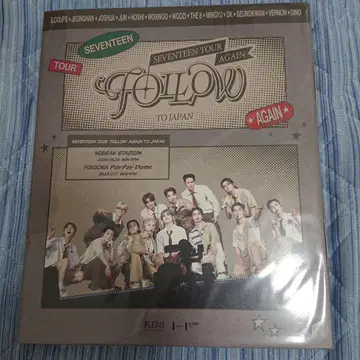 S.COUPS • JEONGHAN • JOSHUA • JUN • HOSHI • WONWOO • WOOZI • THE 8 • MINGYU • DK • SEUNGKWAN • VERNON • DINO
SEVENTEEN
TOUR
SEVENTEEN TOUR
AGAIN
FOLLOW
TO JAPAN
AGAIN
SEVENTEEN TOUR 'FOLLOW' AGAIN TO JAPAN
NISSAN STADIUM
FUKUOKA PayPay Dome
PLEDIS